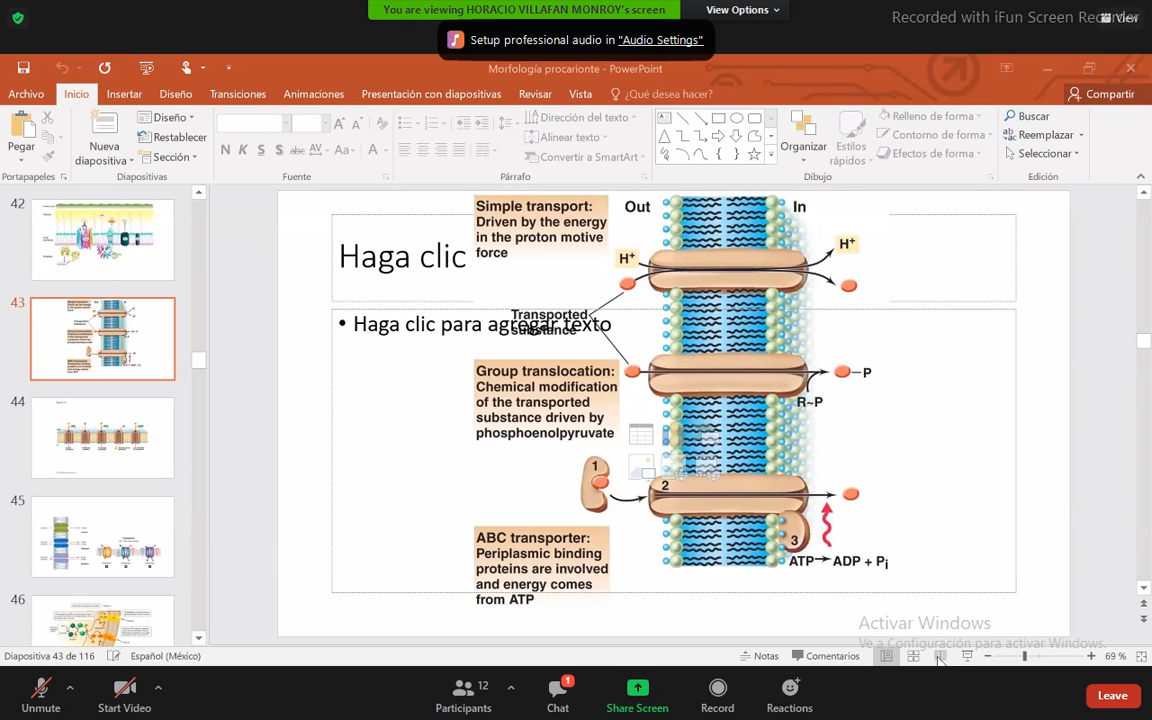 You are viewing HORACIO VILLAFAN MONROY's screen
View Options
Recorded with iFun Screen Recorder
View
Setup professional audio in "Audio Settings"
Morfología procarionte - PowerPoint
Archivo Inicio Insertar Diseño Transiciones Animaciones Presentación con diapositivas Revisar Vista ¿Qué desea hacer? Compartir
Pegar
Nueva diapositiva
Diseño
Restablecer
Sección
N K S S abc AV Aa A
Dirección del texto
Alinear texto
Convertir a SmartArt
Organizar
Estilos rápidos
Relleno de forma
Contorno de forma
Efectos de forma
Buscar
Reemplazar
Seleccionar
Portapapeles Diapositivas Fuente Párrafo Dibujo Edición
42
43
44
45
46
Simple transport:
Driven by the energy
in the proton motive
force
Out In
H+
H+
Haga clic
Transported
substance
• Haga clic para agregar texto
Group translocation:
Chemical modification
of the transported
substance driven by
phosphoenolpyruvate
P
R~P
1
2
3
ATP→ADP + Pi
ABC transporter:
Periplasmic binding
proteins are involved
and energy comes
from ATP
Activar Windows
Ve a Configuración para activar Windows.
Diapositiva 43 de 116 Español (México) Notas Comentarios 69 %
Unmute Start Video 12 Participants 1 Chat Share Screen Record Reactions Leave